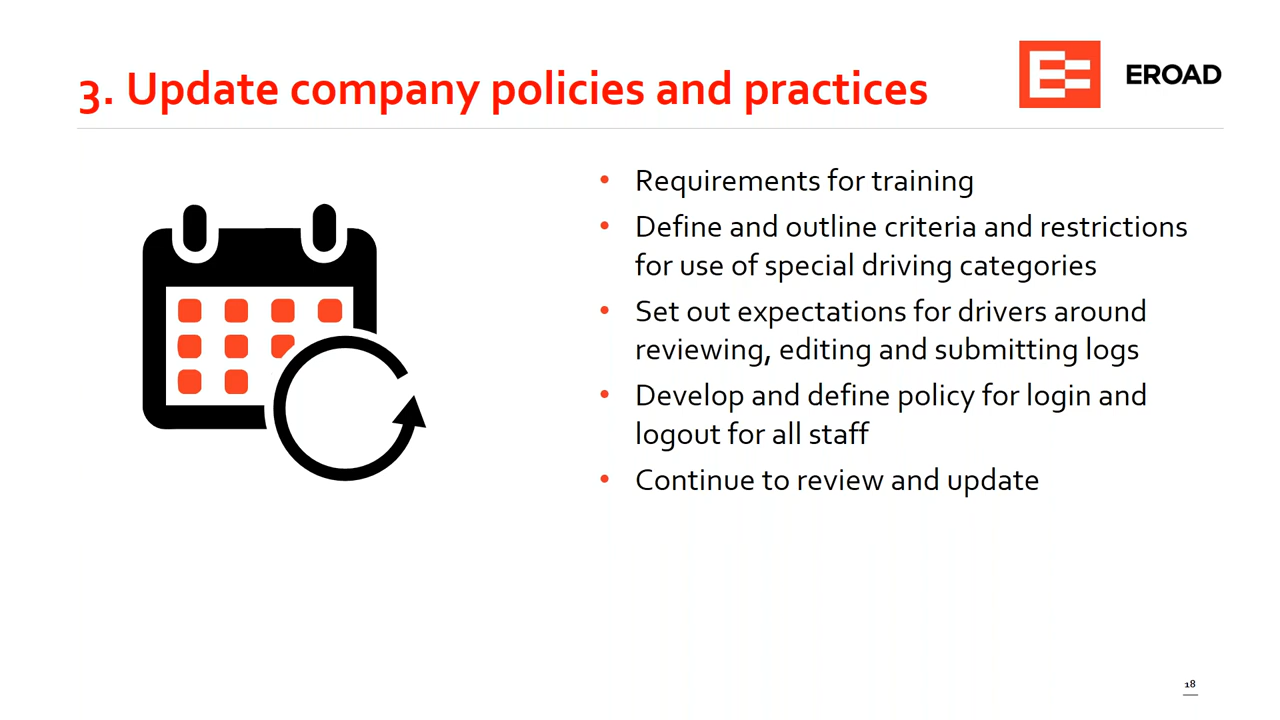 3. Update company policies and practices
EROAD
• Requirements for training
• Define and outline criteria and restrictions
for use of special driving categories
• Set out expectations for drivers around
reviewing, editing and submitting logs
• Develop and define policy for login and
logout for all staff
• Continue to review and update
18